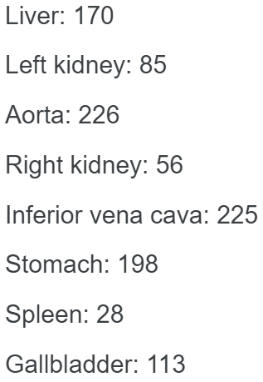 Liver: 170
Left kidney: 85
Aorta: 226
Right kidney: 56
Inferior vena cava: 225
Stomach: 198
Spleen: 28
Gallbladder: 113